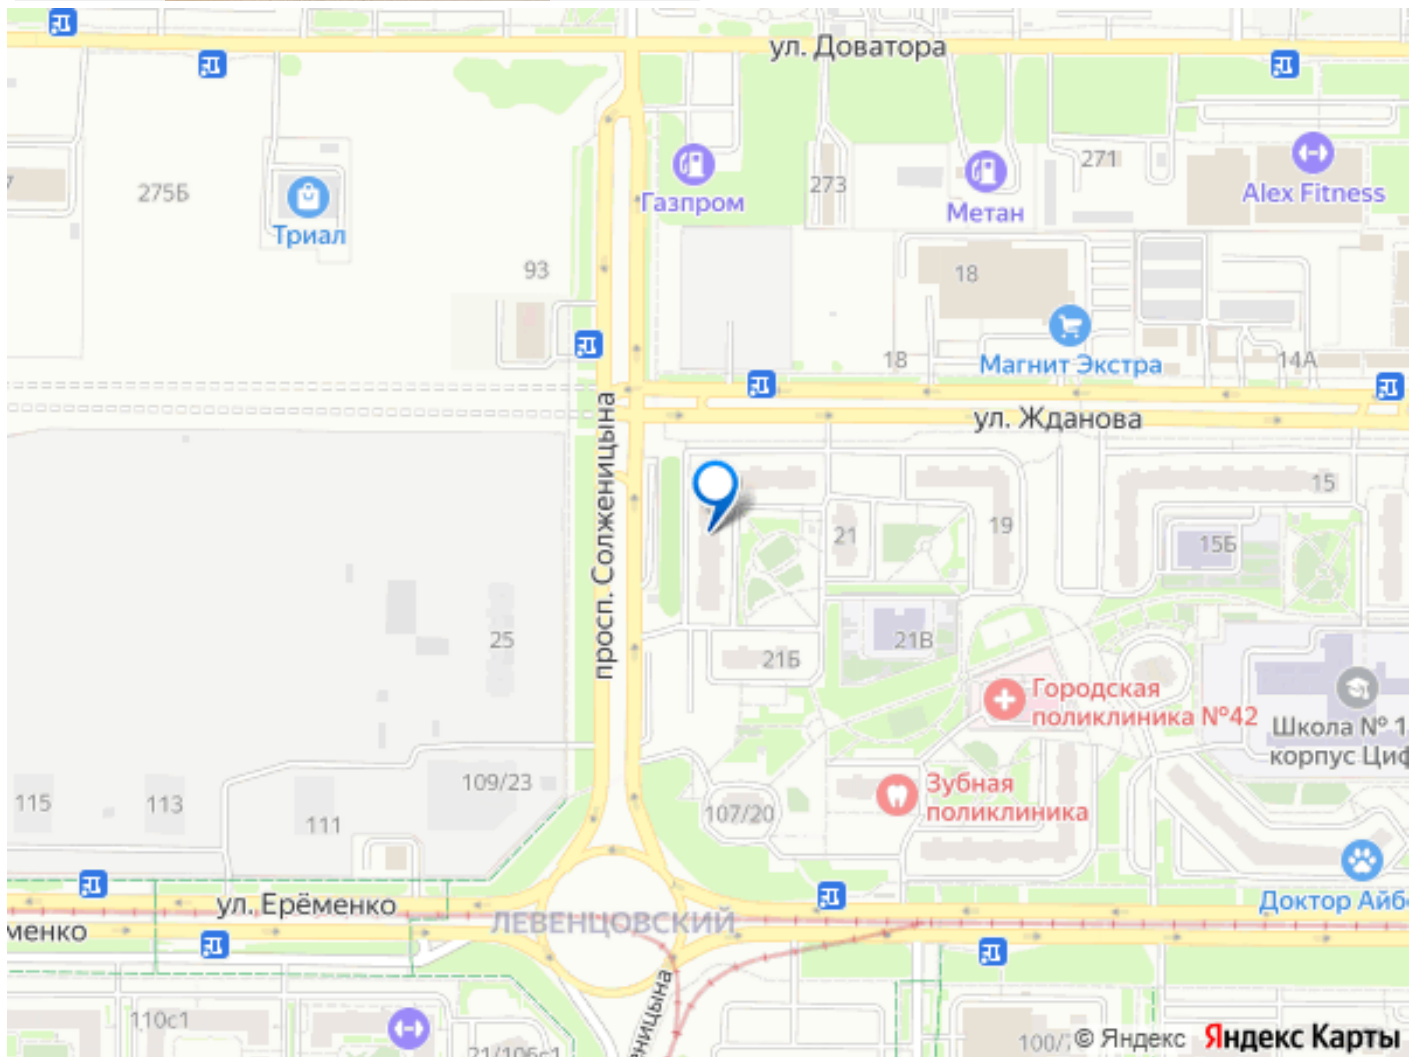 ул. Доватора
275Б
Триал
Газпром
273
Метан
271
Alex Fitness
93
18
Магнит Экстра
18
14А
ул. Жданова
просп. Солженицына
15
21
19
15Б
25
21Б
21В
Городская
поликлиника №42
Школа № 1
корпус Циф
109/23
115
113
111
107/20
Зубная
поликлиника
Доктор Айб
ул. Ерёменко
менко
ЛЕВЕНЦОВСКИЙ
110с1
21/106с1
еницына
100/
© Яндекс
Яндекс Карты